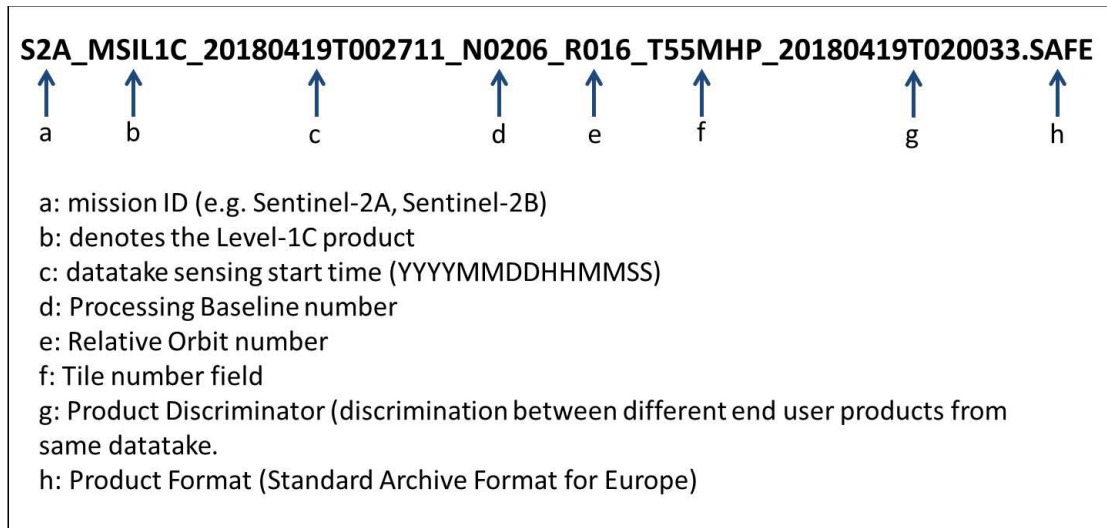 S2A_MSIL1C_20180419T002711_N0206_R016_T55MHP_20180419T020033.SAFE
a b c d e f g h
a: mission ID (e.g. Sentinel-2A, Sentinel-2B)
b: denotes the Level-1C product
c: datatake sensing start time (YYYYMMDDHHMMSS)
d: Processing Baseline number
e: Relative Orbit number
f: Tile number field
g: Product Discriminator (discrimination between different end user products from
same datatake.
h: Product Format (Standard Archive Format for Europe)